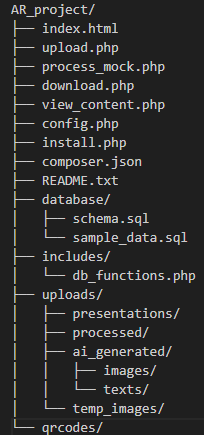 AR_project/
├── index.html
├── upload.php
├── process_mock.php
├── download.php
├── view_content.php
├── config.php
├── install.php
├── composer.json
├── README.txt
├── database/
│   ├── schema.sql
│   └── sample_data.sql
├── includes/
│   └── db_functions.php
├── uploads/
│   ├── presentations/
│   ├── processed/
│   ├── ai_generated/
│   │   ├── images/
│   │   └── texts/
│   └── temp_images/
└── qrcodes/